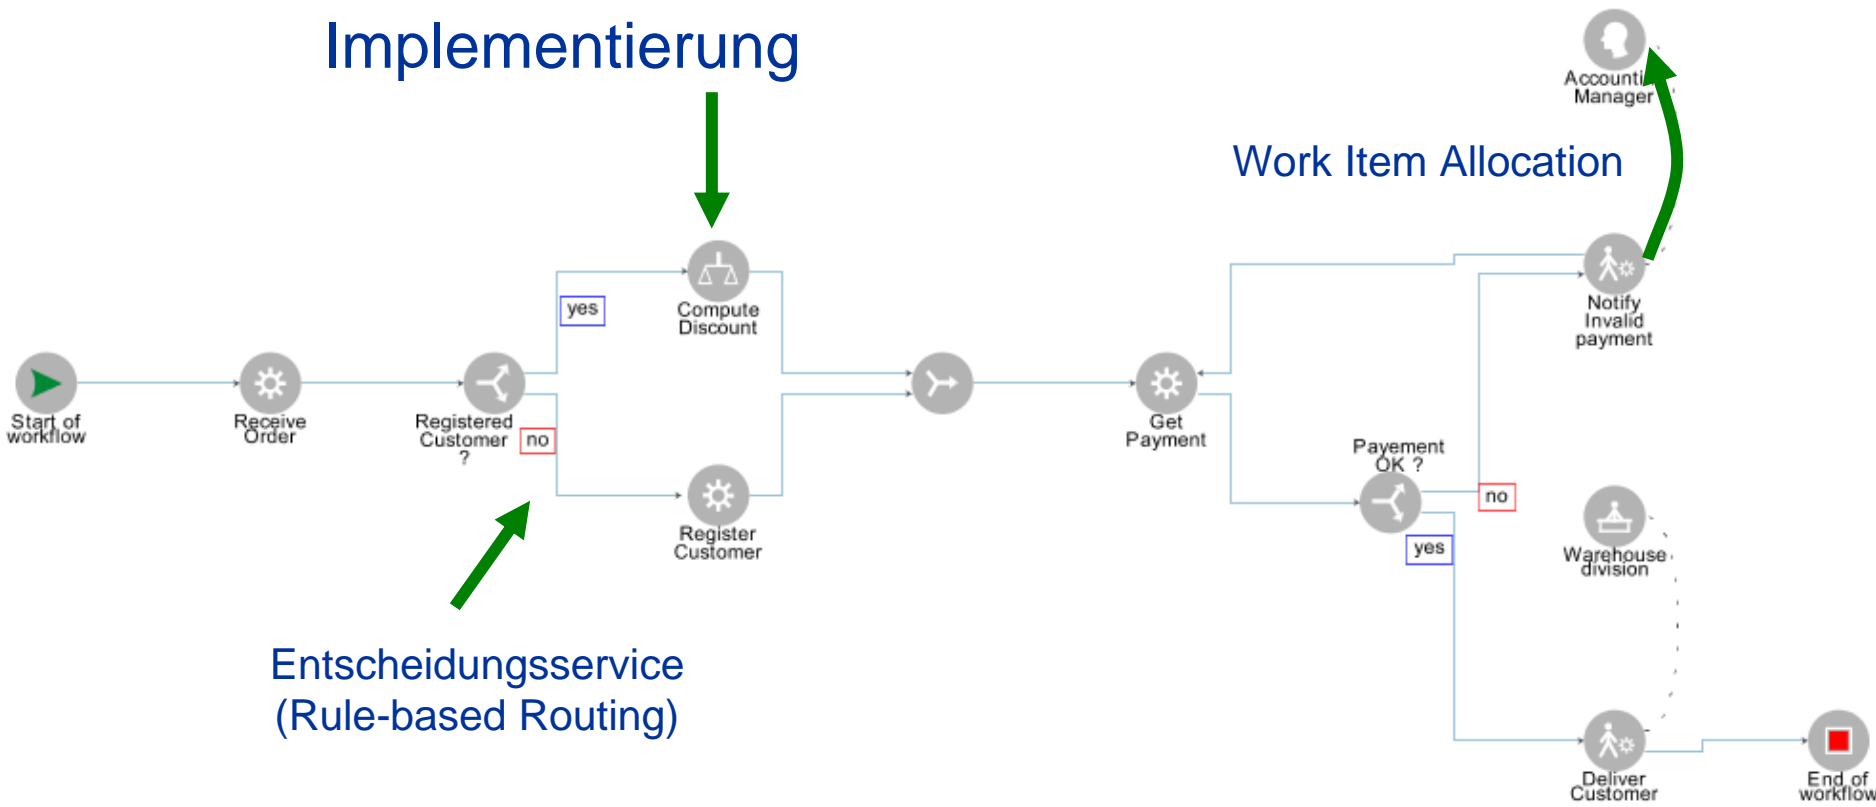 Implementierung
Accounti
Manager
Work Item Allocation
yes
Compute
Discount
Notify
Invalid
payment
Start of
workflow
Receive
Order
Registered
Customer
?
no
Get
Payment
Payement
OK ?
no
Register
Customer
yes
Warehouse
division
Entscheidungsservice
(Rule-based Routing)
Deliver
Customer
End of
workflow